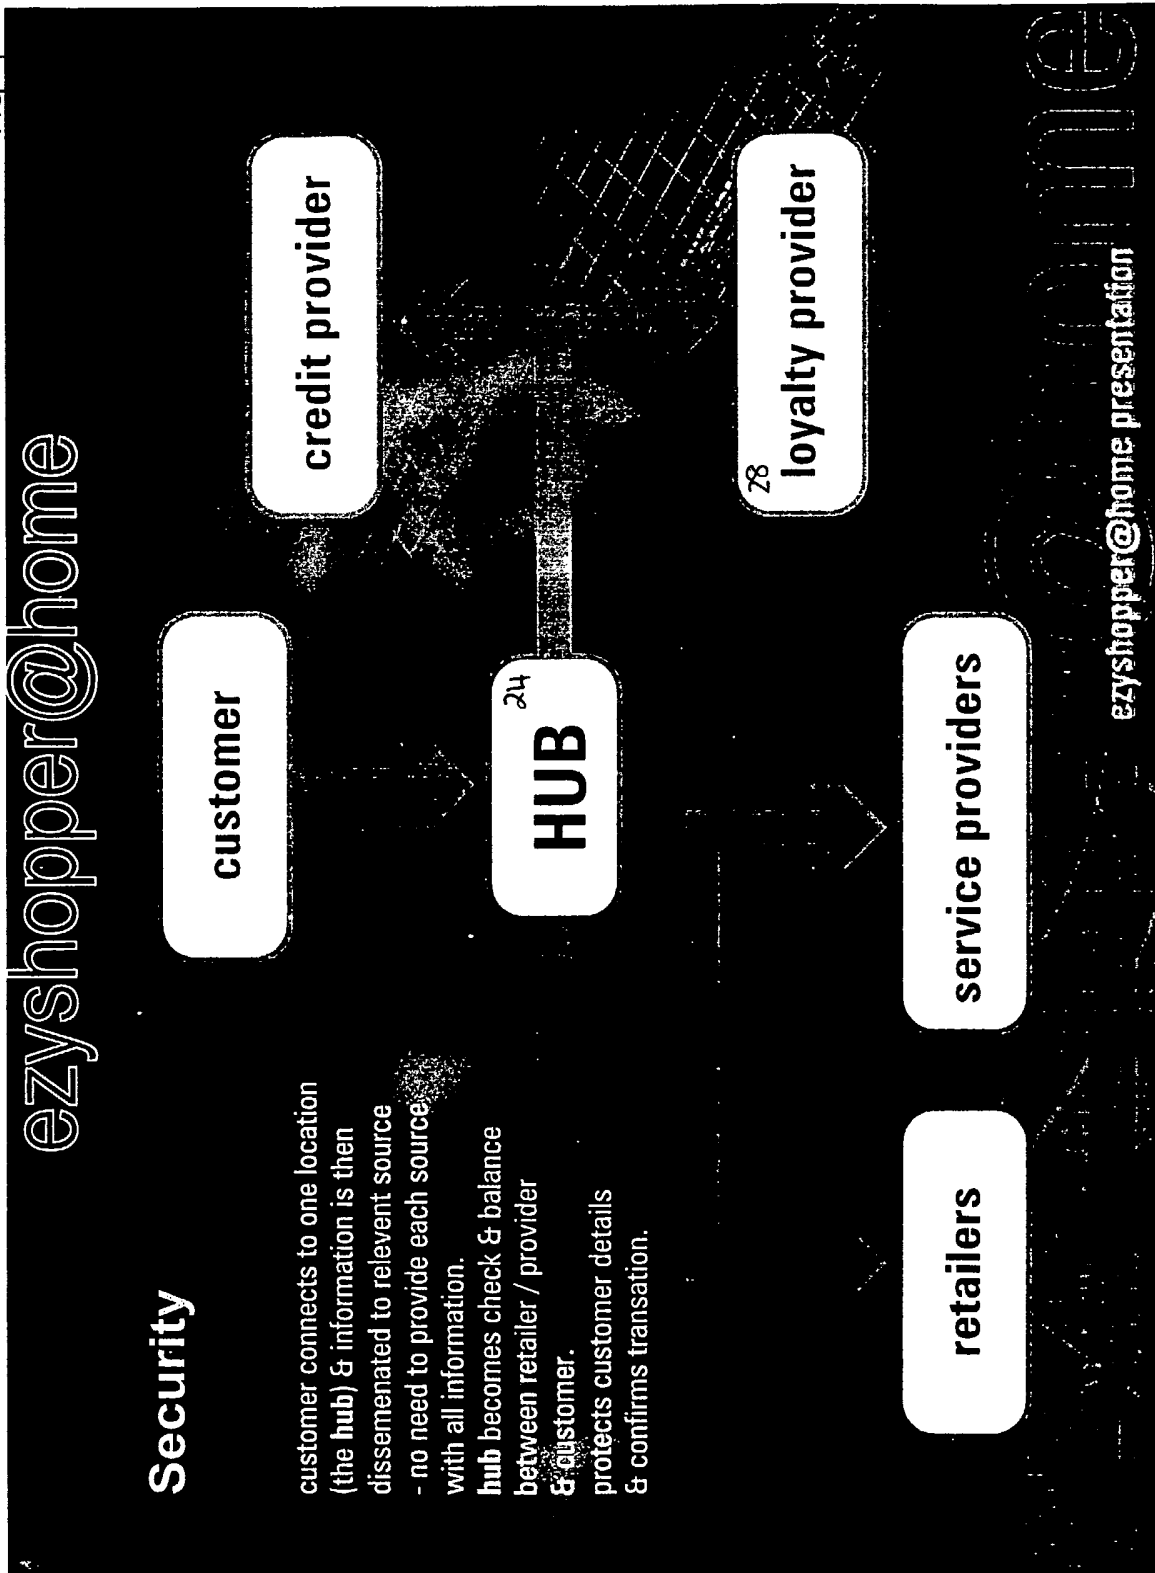 ezyshopper@home
Security
customer connects to one location
(the hub) & information is then
dissemenated to relevent source
- no need to provide each source
with all information.
hub becomes check & balance
between retailer / provider
& customer.
protects customer details
& confirms transation.
customer
credit provider
HUB
24
28
loyalty provider
retailers
service providers
ezyshopper@home presentation